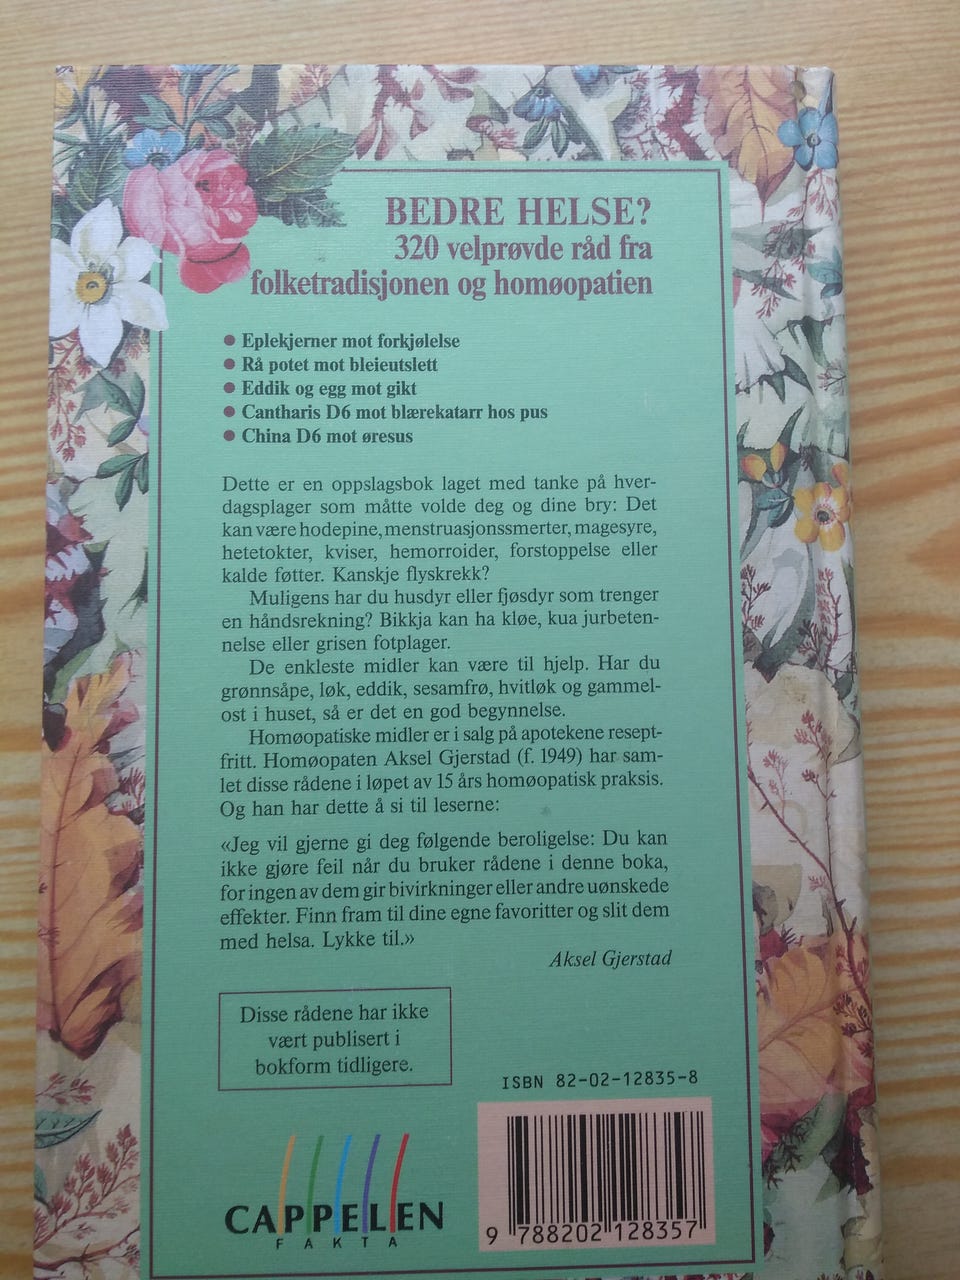 BEDRE HELSE?
320 velprøvde råd fra
folketradisjonen og homøopatien
● Eplekjerner mot forkjølelse
● Rå potet mot bleieutslett
● Eddik og egg mot gikt
● Cantharis D6 mot blærekatarr hos pus
● China D6 mot øresus
Dette er en oppslagsbok laget med tanke på hver-
dagsplager som måtte volde deg og dine bry: Det
kan være hodepine, menstruasjonssmerter, magesyre,
hetetokter, kviser, hemorroider, forstoppelse eller
kalde føtter. Kanskje flyskrekk?
Muligens har du husdyr eller fjøsdyr som trenger
en håndsrekning? Bikkja kan ha kløe, kua jurbeten-
nelse eller grisen fotplager.
De enkleste midler kan være til hjelp. Har du
grønnsåpe, løk, eddik, sesamfrø, hvitløk og gammel-
ost i huset, så er det en god begynnelse.
Homøopatiske midler er i salg på apotekene resept-
fritt. Homøopaten Aksel Gjerstad (f. 1949) har sam-
let disse rådene i løpet av 15 års homøopatisk praksis.
Og han har dette å si til leserne:
«Jeg vil gjerne gi deg følgende beroligelse: Du kan
ikke gjøre feil når du bruker rådene i denne boka,
for ingen av dem gir bivirkninger eller andre uønskede
effekter. Finn fram til dine egne favoritter og slit dem
med helsa. Lykke til.»
Aksel Gjerstad
Disse rådene har ikke
vært publisert i
bokform tidligere.
ISBN 82-02-12835-8
CAPPELEN
FAKTA
9 788202 128357